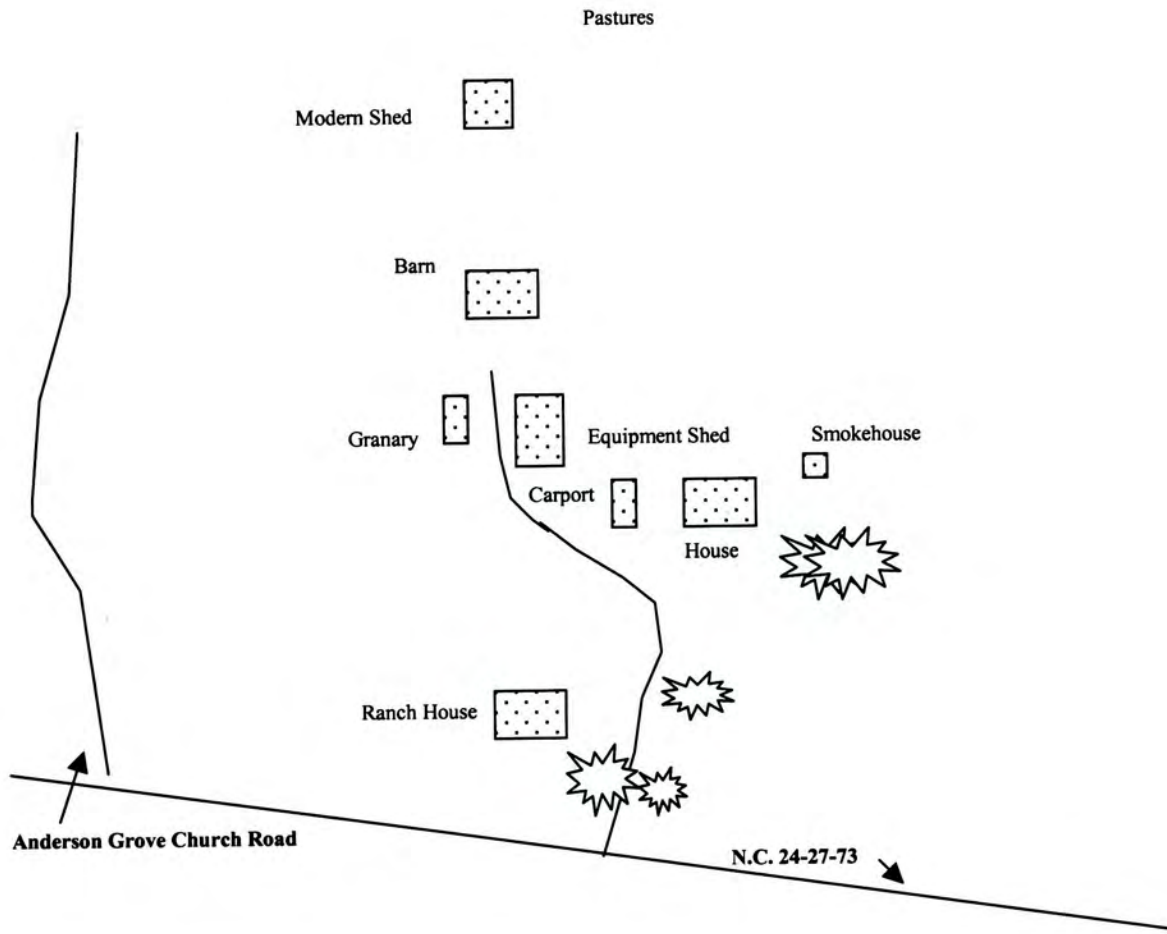 Pastures
Modern Shed
Barn
Granary
Equipment Shed
Smokehouse
Carport
House
Ranch House
Anderson Grove Church Road
N.C. 24-27-73